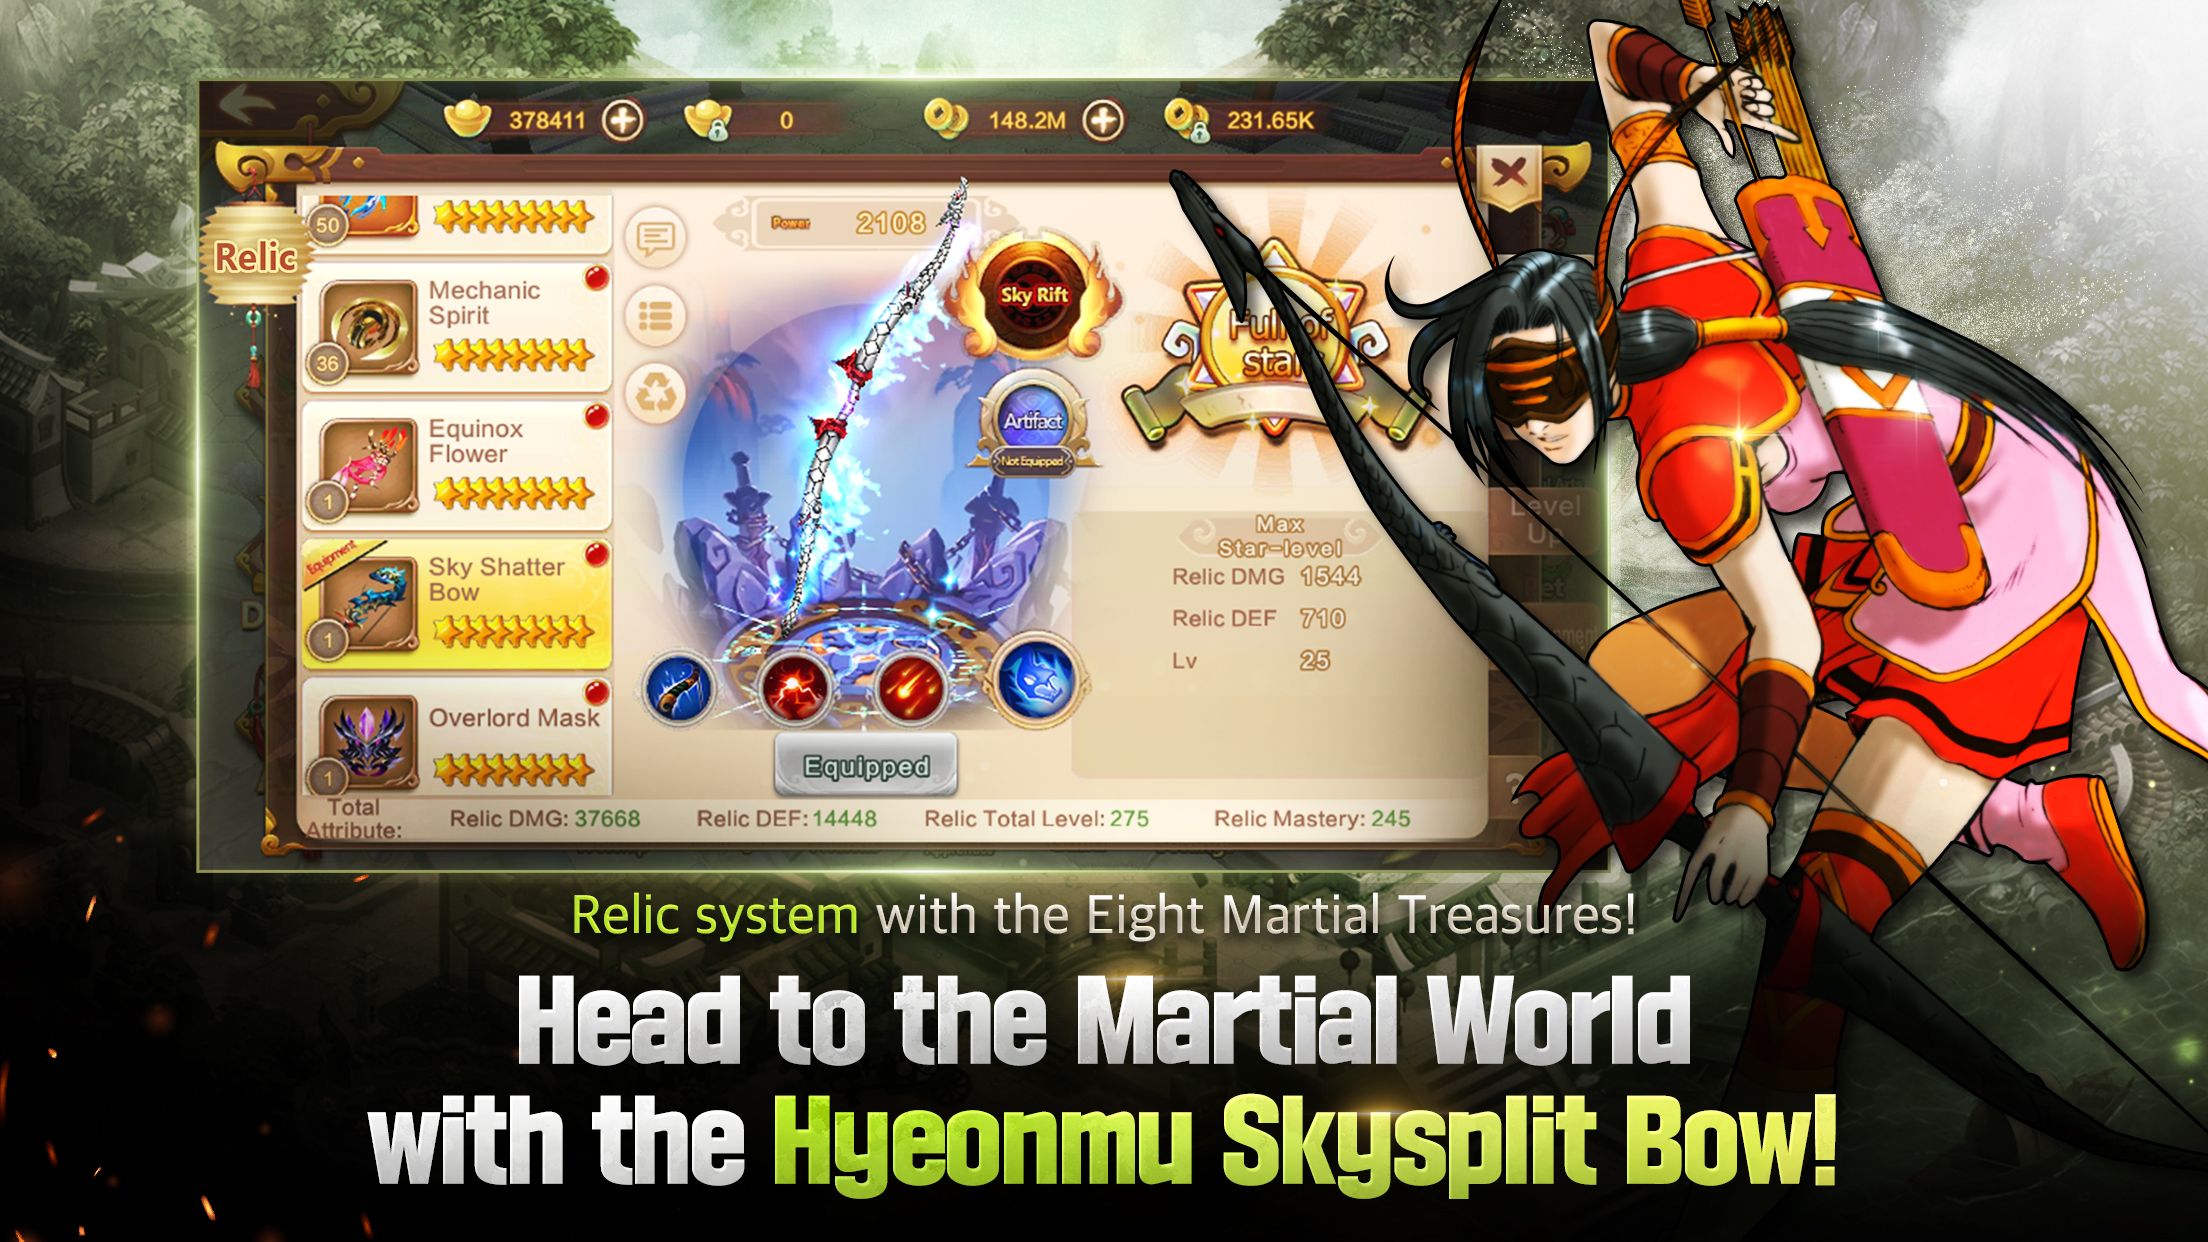 378411
0
148.2M
231.65K
Relic
50
Mechanic
Spirit
36
Equinox
Flower
1
Equipment
Sky Shatter
Bow
1
Overlord Mask
1
Power 2108
Sky Rift
Artifact
Not Equipped
Full of
stars
Max
Star-level
Relic DMG 1544
Relic DEF 710
Lv 25
Level
Up
Equipped
Total
Attribute:
Relic DMG: 37668
Relic DEF: 14448
Relic Total Level: 275
Relic Mastery: 245
Relic system with the Eight Martial Treasures!
Head to the Martial World
with the Hyeonmu Skysplit Bow!